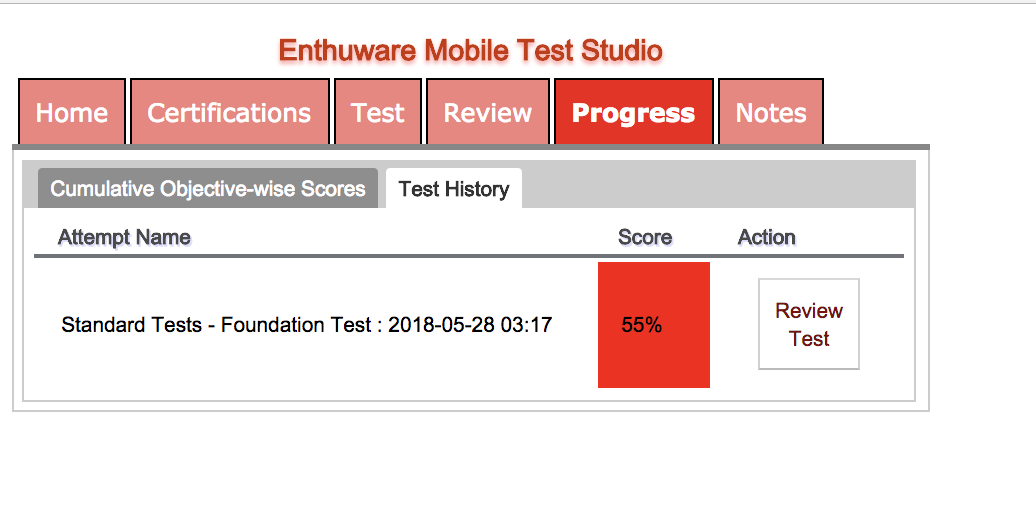 Enthuware Mobile Test Studio
Home Certifications Test Review Progress Notes
Cumulative Objective-wise Scores Test History
Attempt Name Score Action
Standard Tests - Foundation Test : 2018-05-28 03:17 55% Review
Test